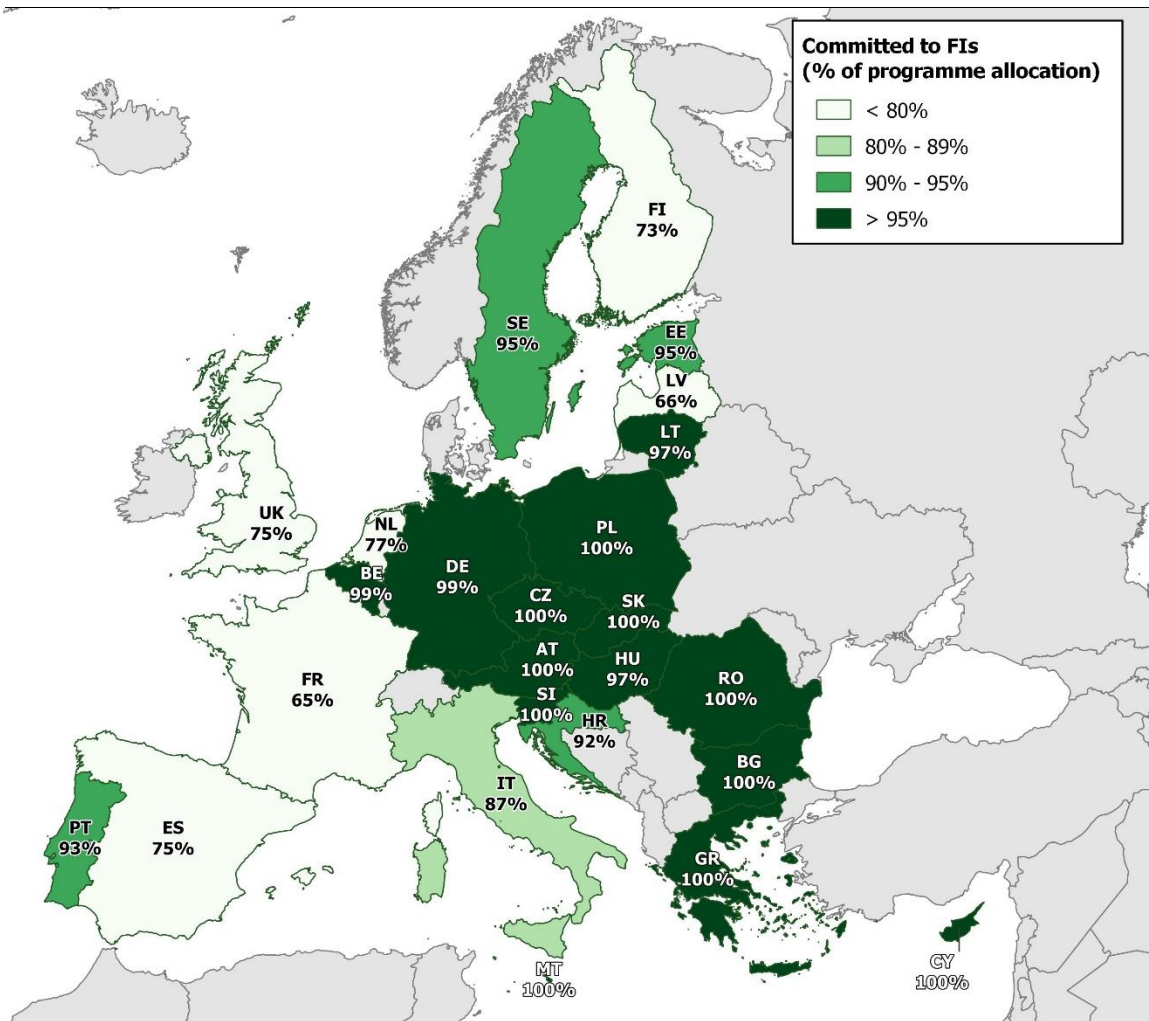 Committed to FIs
(% of programme allocation)
< 80%
80% - 89%
90% - 95%
> 95%
FI
73%
SE
95%
EE
95%
LV
66%
LT
97%
UK
75%
NL
77%
BE
99%
DE
99%
PL
100%
CZ
100%
SK
100%
AT
100%
HU
97%
SI
100%
HR
92%
RO
100%
BG
100%
FR
65%
IT
87%
PT
93%
ES
75%
GR
100%
MT
100%
CY
100%